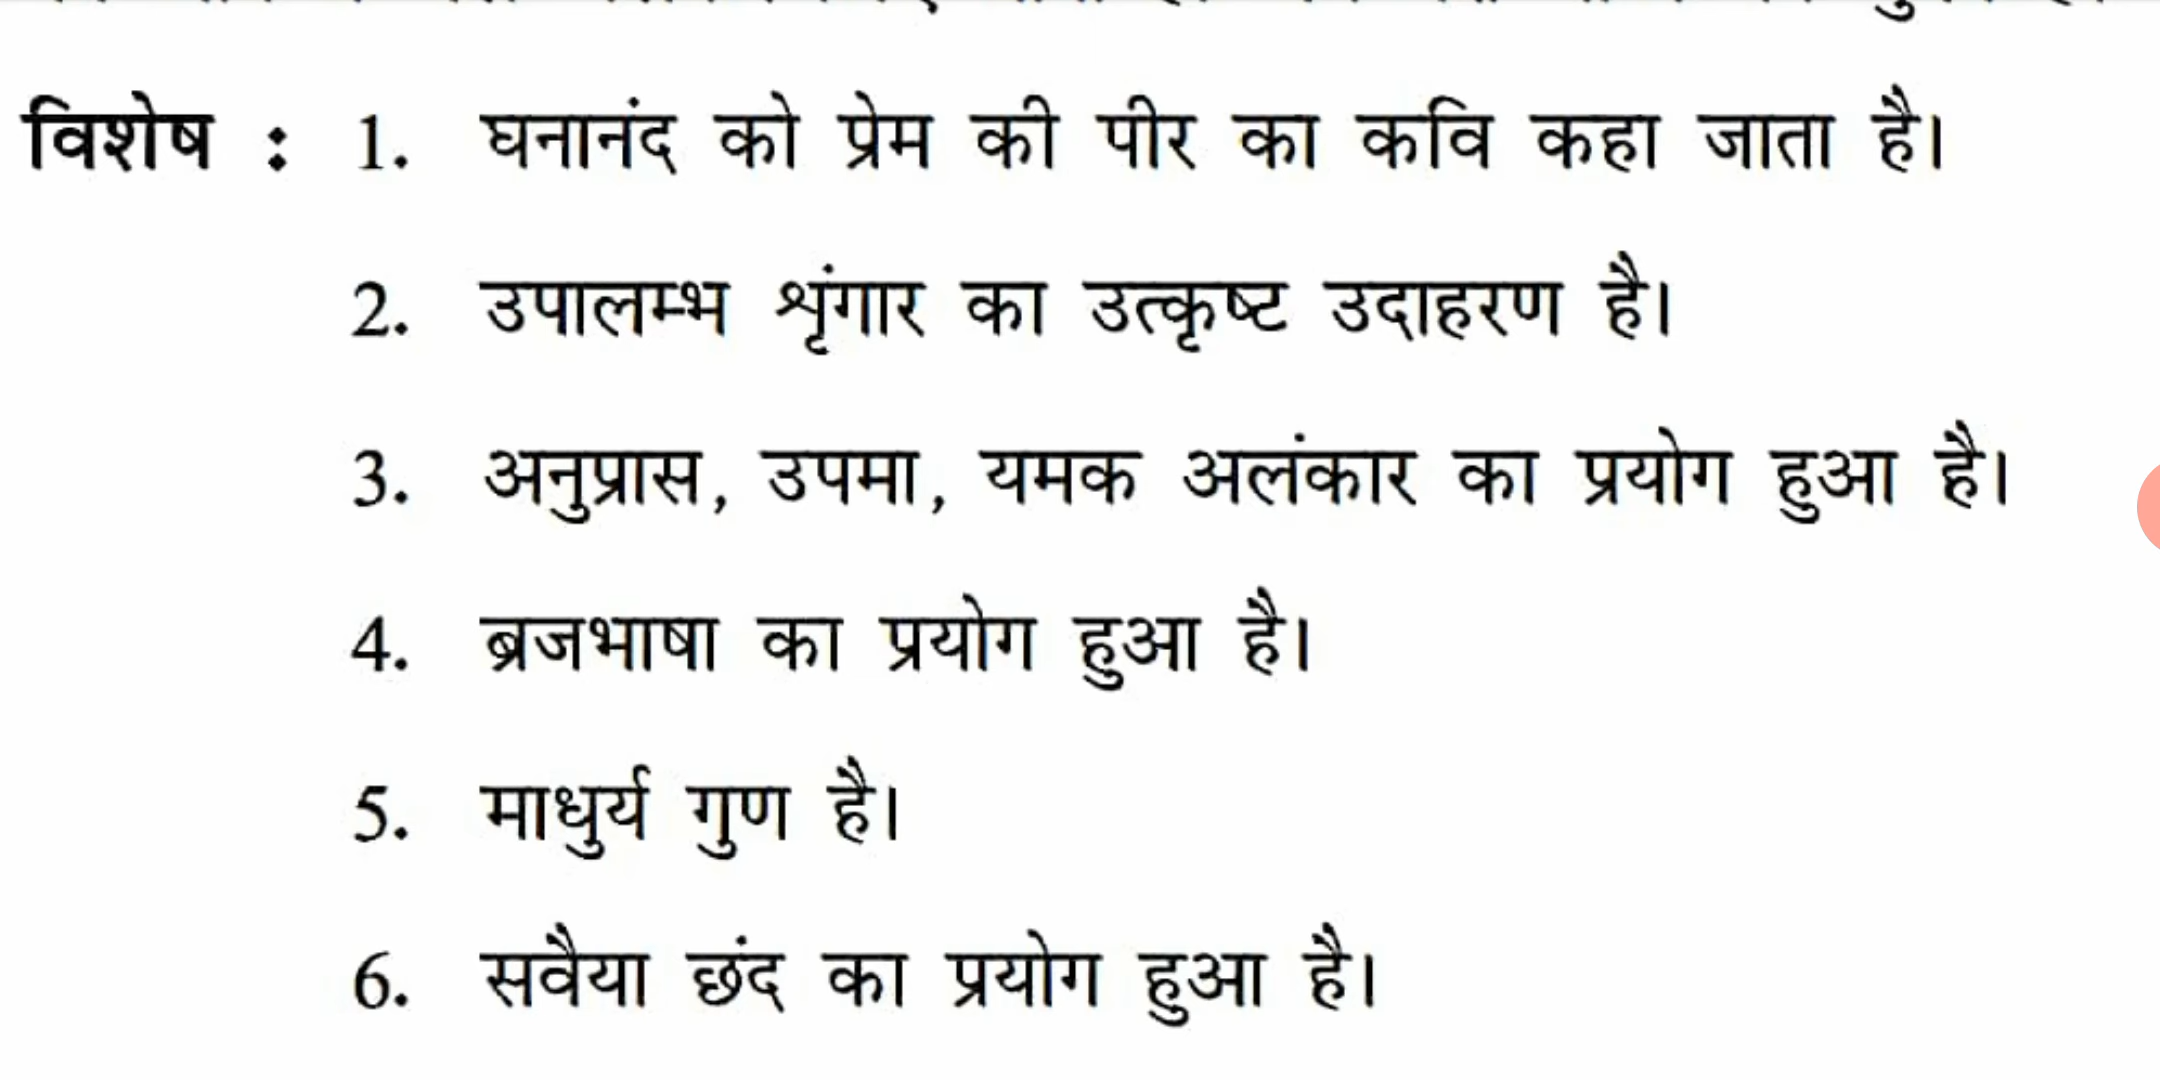 विशेष : 1. घनानंद को प्रेम की पीर का कवि कहा जाता है।
2. उपालम्भ शृंगार का उत्कृष्ट उदाहरण है।
3. अनुप्रास, उपमा, यमक अलंकार का प्रयोग हुआ है।
4. ब्रजभाषा का प्रयोग हुआ है।
5. माधुर्य गुण है।
6. सवैया छंद का प्रयोग हुआ है।